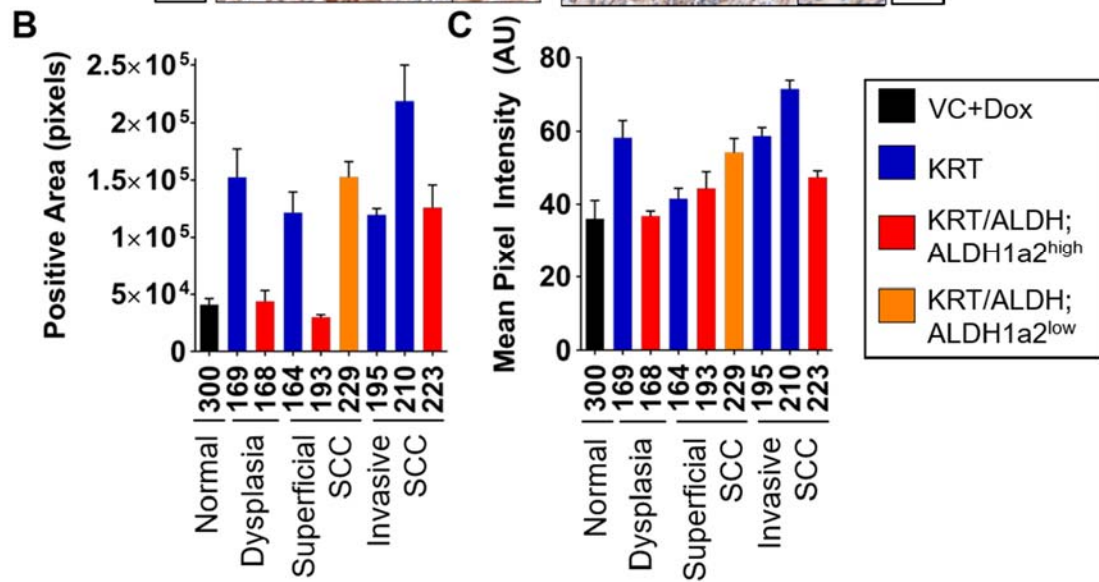 B
Positive Area (pixels)
2.5× 10⁵
2× 10⁵
1.5× 10⁵
1× 10⁵
5× 10⁴
0
300
169
168
164
193
229
195
210
223
Normal
Dysplasia
Superficial
SCC
Invasive
SCC
C
Mean Pixel Intensity (AU)
80
60
40
20
0
300
169
168
164
193
229
195
210
223
Normal
Dysplasia
Superficial
SCC
Invasive
SCC
VC+Dox
KRT
KRT/ALDH;
ALDH1a2ʰⁱᵍʰ
KRT/ALDH;
ALDH1a2ˡᵒʷ